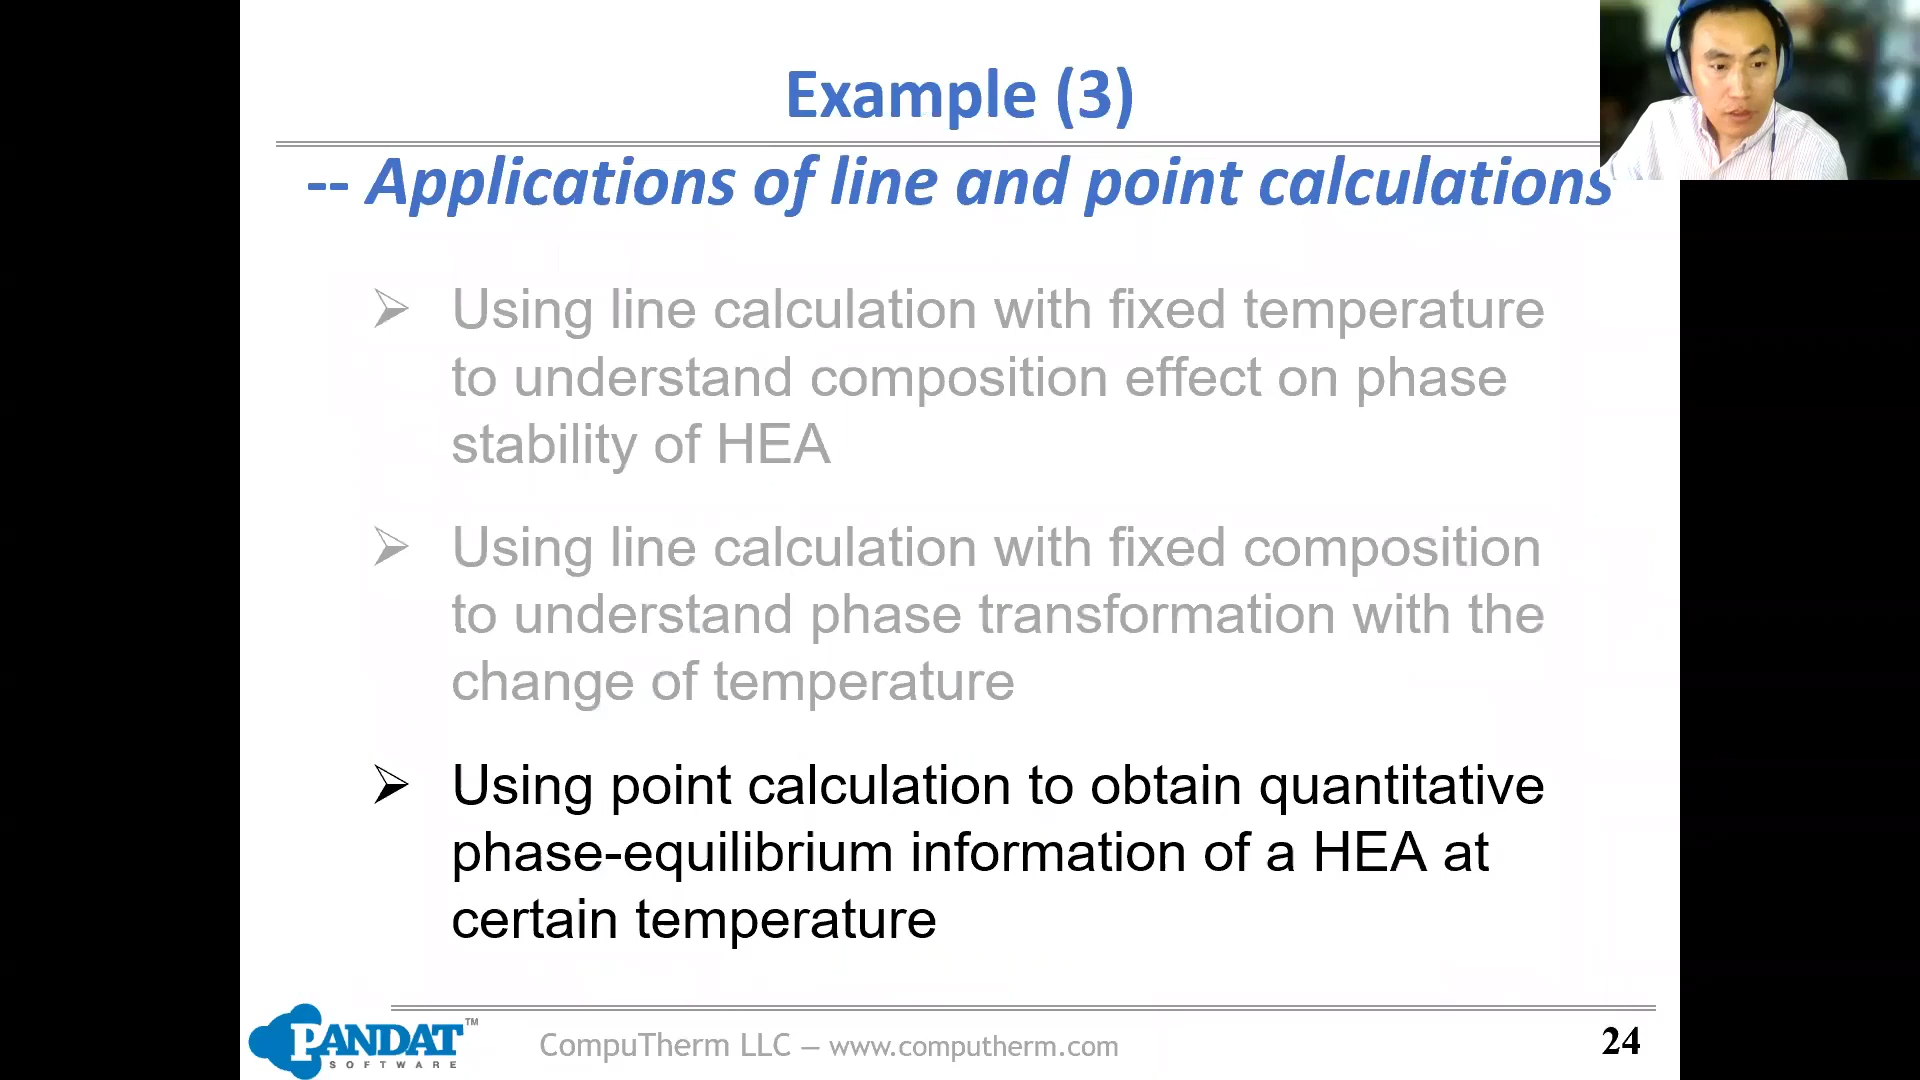 Example (3)
-- Applications of line and point calculations
➢ Using line calculation with fixed temperature
to understand composition effect on phase
stability of HEA
➢ Using line calculation with fixed composition
to understand phase transformation with the
change of temperature
➢ Using point calculation to obtain quantitative
phase-equilibrium information of a HEA at
certain temperature
PANDAT™
SOFTWARE
CompuTherm LLC – www.computherm.com
24